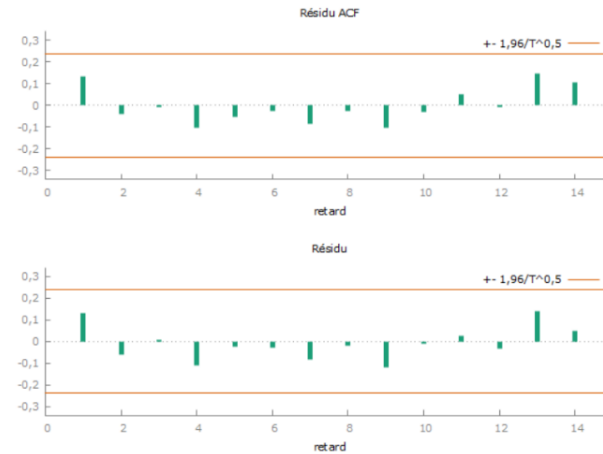 Résidu ACF
+- 1,96/T^0,5
0,3
0,2
0,1
0
-0,1
-0,2
-0,3
0 2 4 6 8 10 12 14
retard
Résidu
+- 1,96/T^0,5
0,3
0,2
0,1
0
-0,1
-0,2
-0,3
0 2 4 6 8 10 12 14
retard